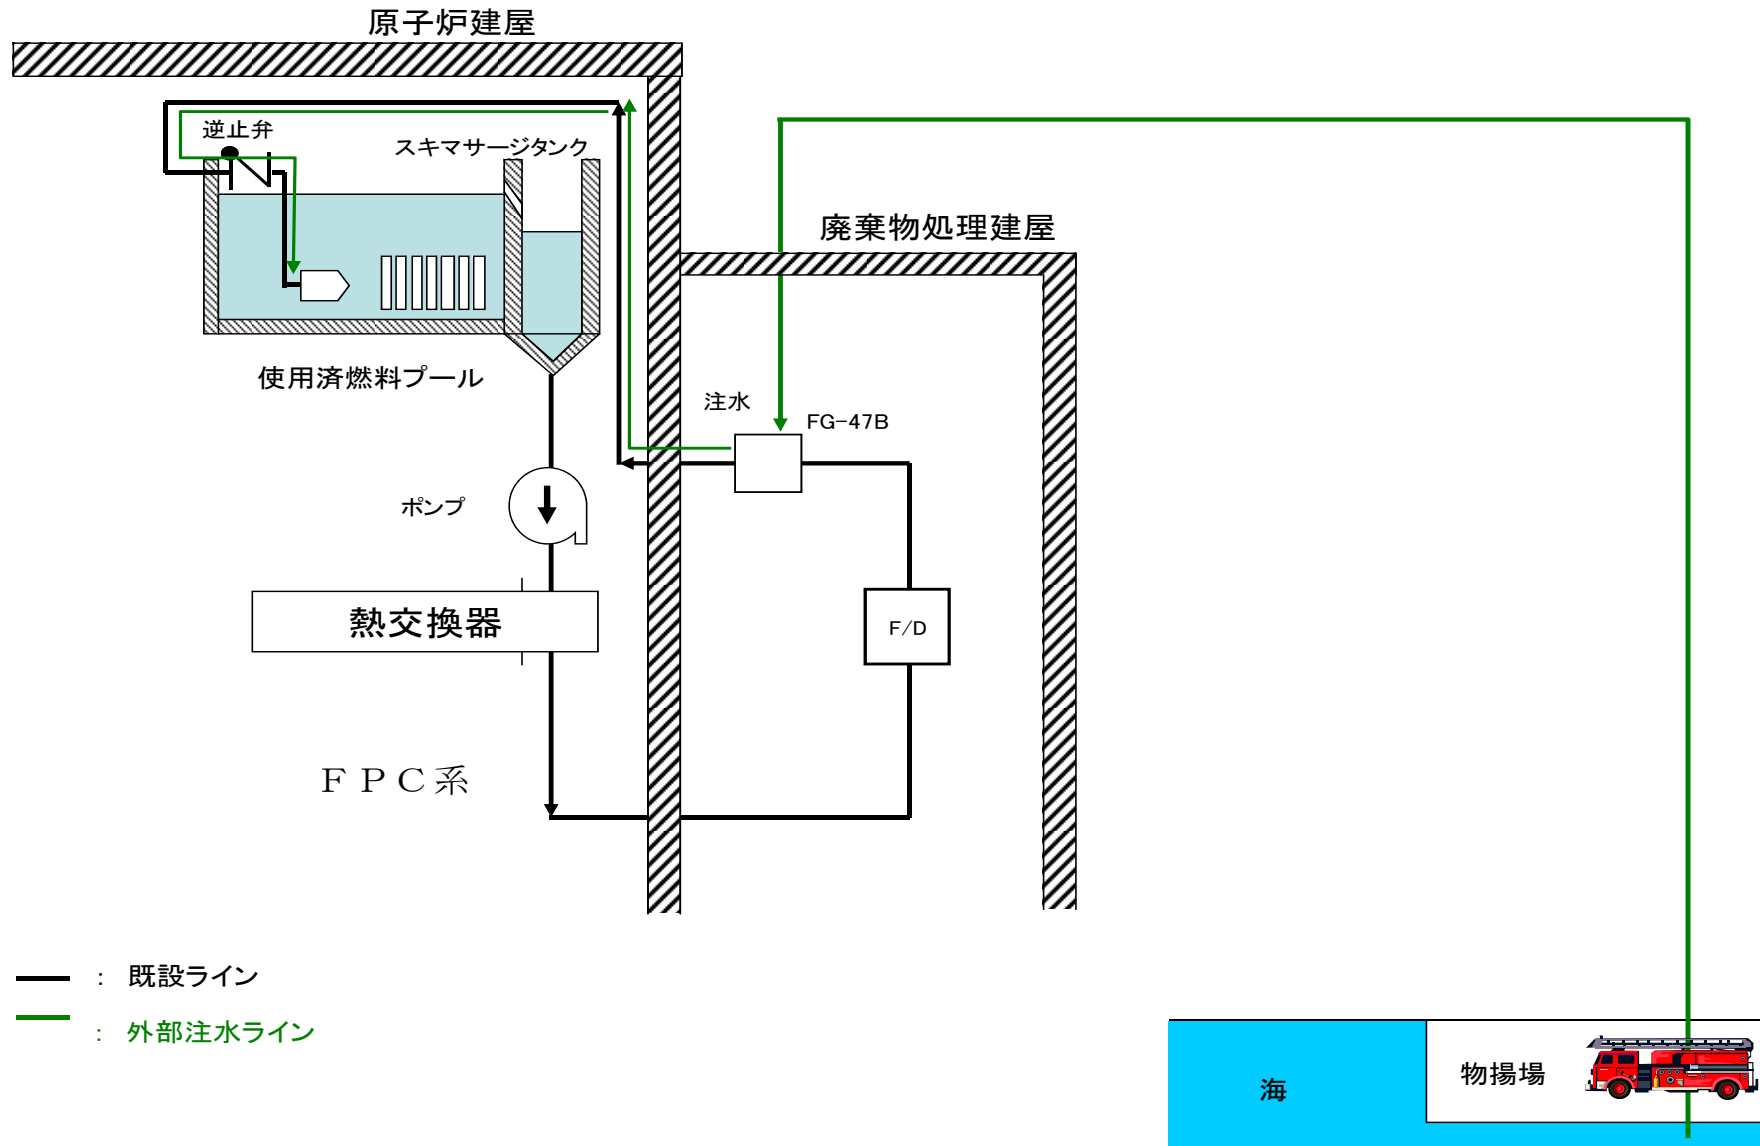 原子炉建屋
逆止弁
スキマサージタンク
廃棄物処理建屋
使用済燃料プール
注水
FG-47B
ポンプ
熱交換器
F/D
ＦＰＣ系
： 既設ライン
： 外部注水ライン
海
物揚場